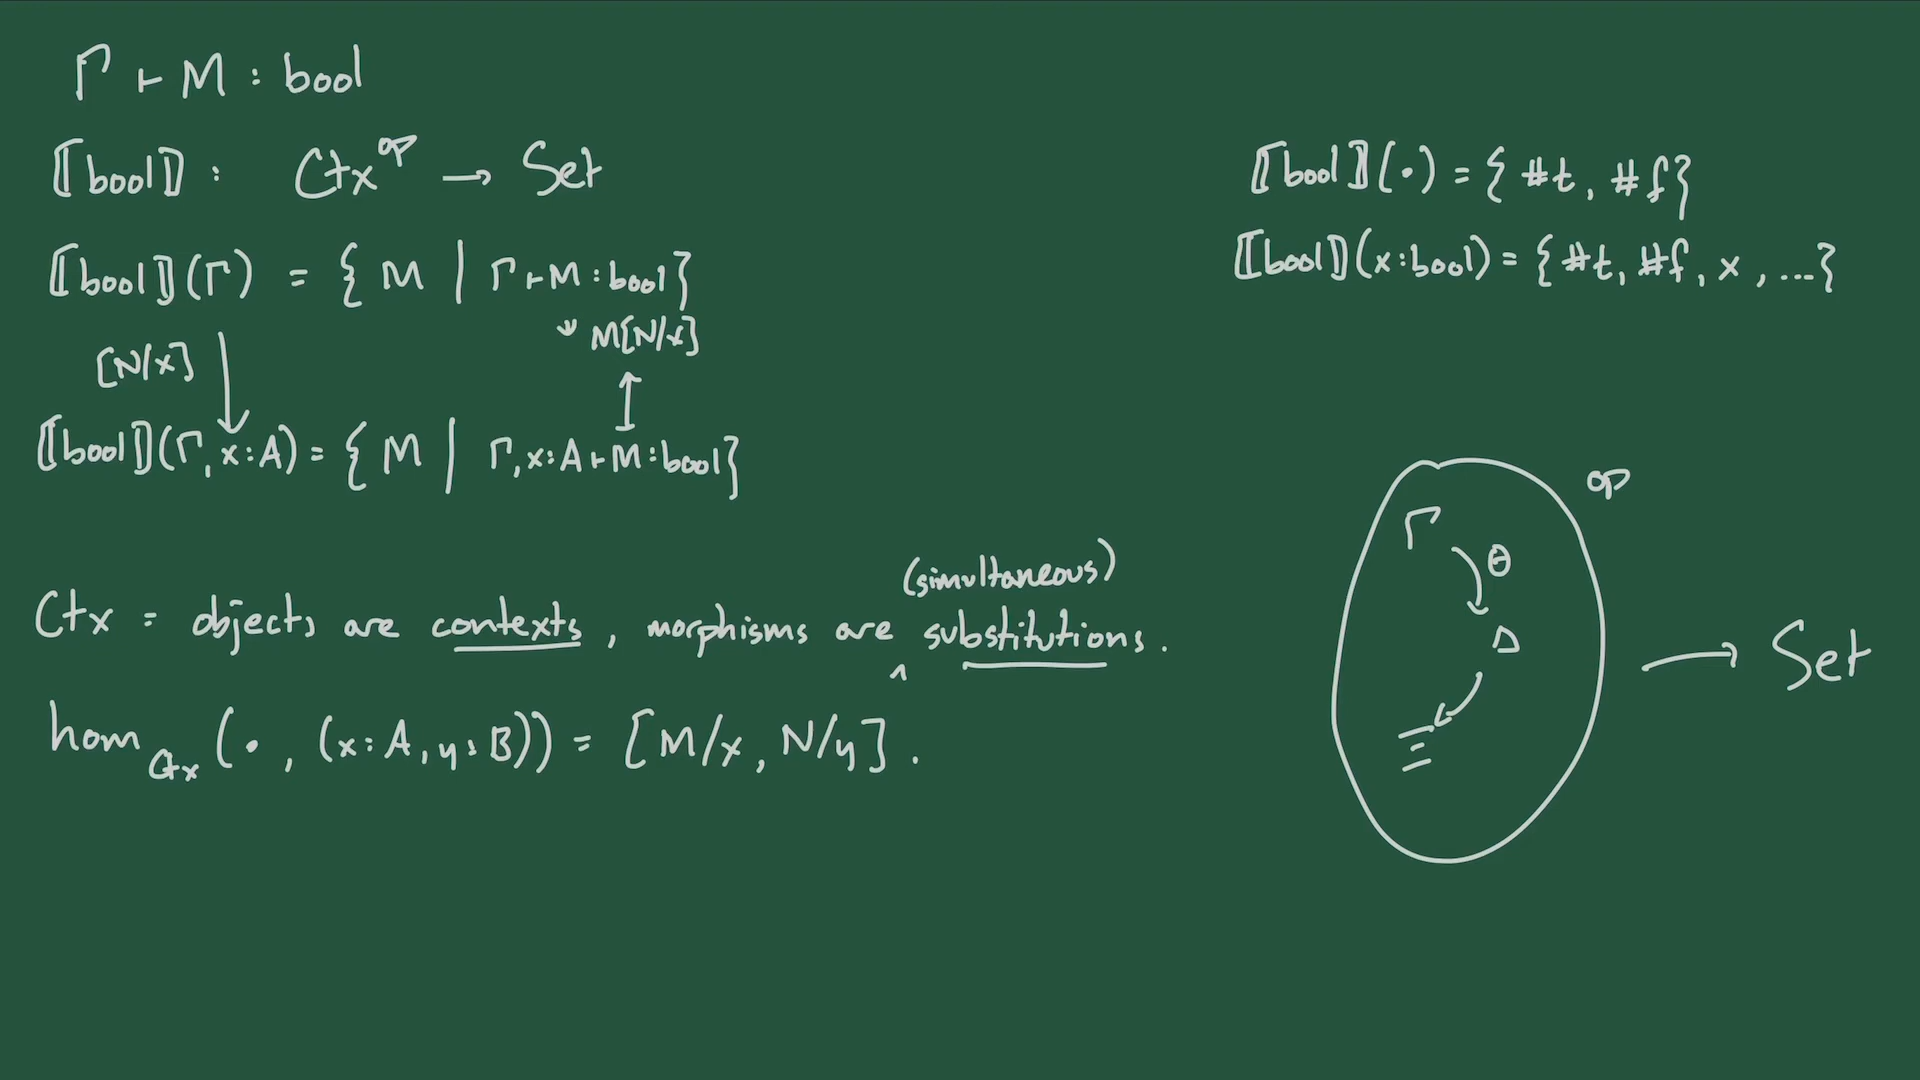 Γ ⊢ M : bool
⟦bool⟧ : Ctx^op → Set
⟦bool⟧(Γ) = { M | Γ ⊢ M : bool}
M[N/x]
[N/x]
⟦bool⟧(Γ, x:A) = { M | Γ, x:A ⊢ M : bool}
(simultaneous)
Ctx = objects are contexts, morphisms are ^ substitutions.
hom_Ctx (•, (x:A, y:B)) = [M/x, N/y].
⟦bool⟧(•) = { #t, #f}
⟦bool⟧(x:bool) = { #t, #f, x, ...}
op
Γ
θ
Δ
→ Set
Ξ